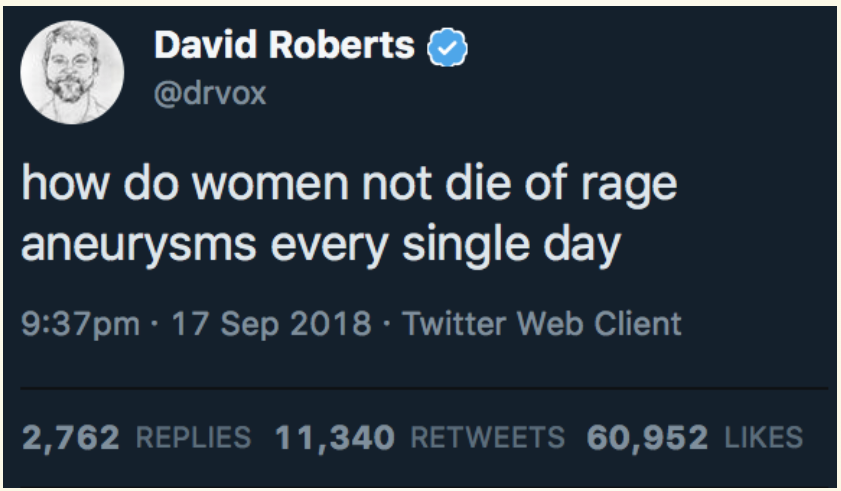 David Roberts
@drvox
how do women not die of rage
aneurysms every single day
9:37pm · 17 Sep 2018 · Twitter Web Client
2,762 REPLIES 11,340 RETWEETS 60,952 LIKES